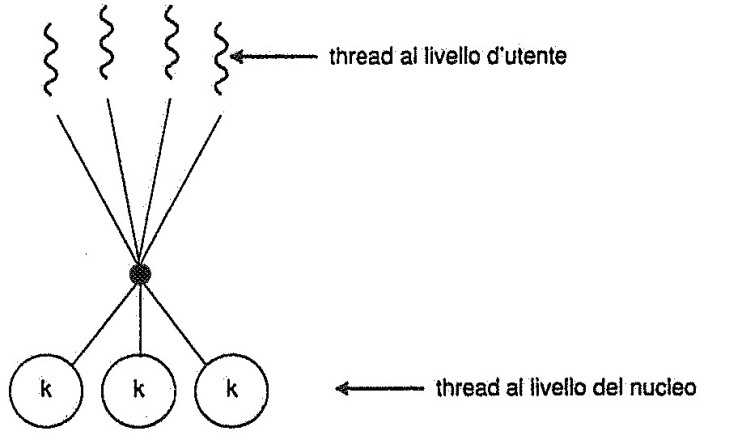 thread al livello d'utente
k k k
thread al livello del nucleo